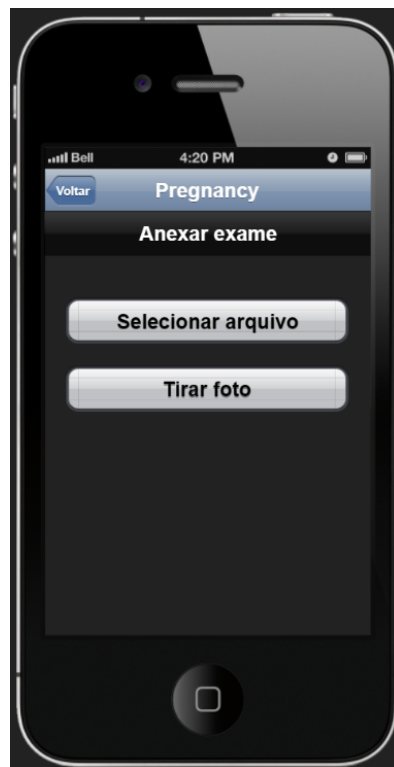 Bell 4:20 PM
Voltar Pregnancy
Anexar exame
Selecionar arquivo
Tirar foto